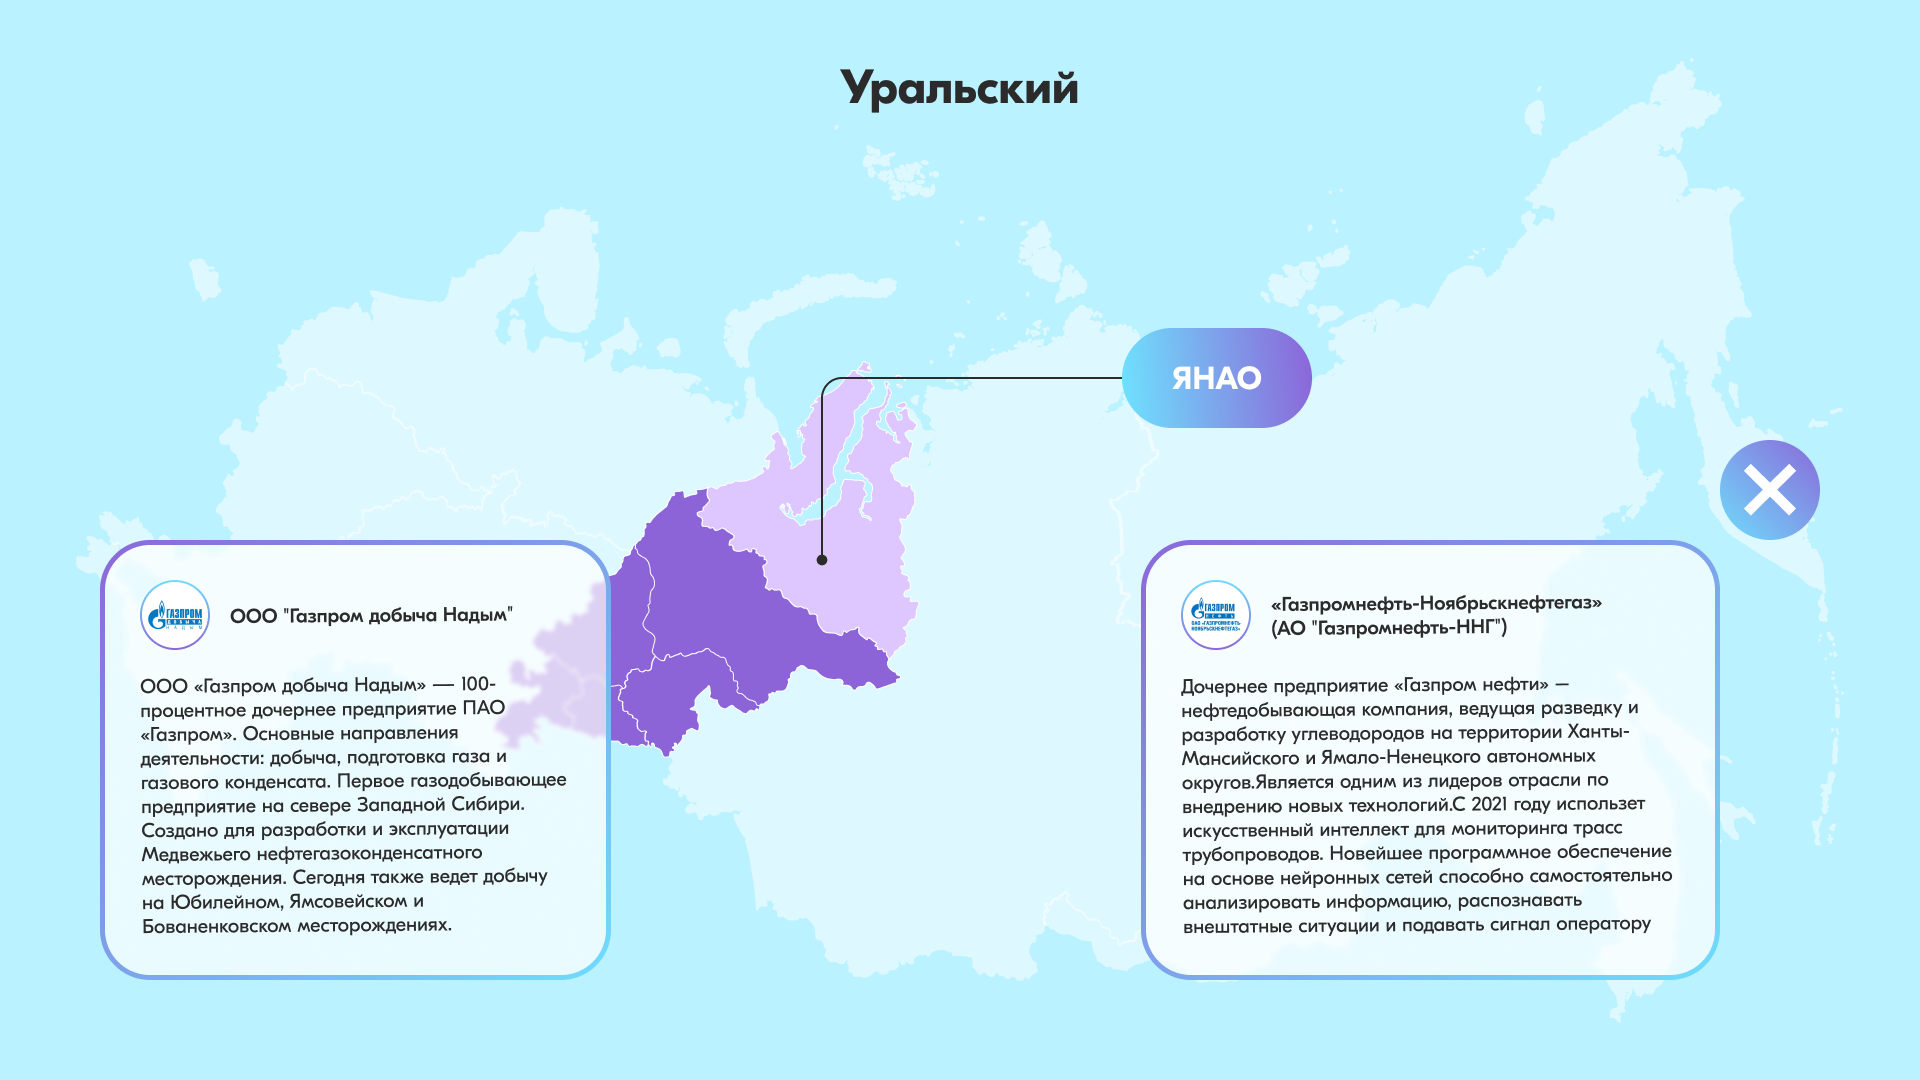 Уральский
ЯНАО
ГАЗПРОМ
ДОБЫЧА
НАДЫМ
ООО "Газпром добыча Надым"
ООО «Газпром добыча Надым» — 100-
процентное дочернее предприятие ПАО
«Газпром». Основные направления
деятельности: добыча, подготовка газа и
газового конденсата. Первое газодобывающее
предприятие на севере Западной Сибири.
Создано для разработки и эксплуатации
Медвежьего нефтегазоконденсатного
месторождения. Сегодня также ведет добычу
на Юбилейном, Ямсовейском и
Бованенковском месторождениях.
ГАЗПРОМ
НЕФТЬ
ОАО «ГАЗПРОМНЕФТЬ-
НОЯБРЬСКНЕФТЕГАЗ»
«Газпромнефть-Ноябрьскнефтегаз»
(АО "Газпромнефть-ННГ")
Дочернее предприятие «Газпром нефти» –
нефтедобывающая компания, ведущая разведку и
разработку углеводородов на территории Ханты-
Мансийского и Ямало-Ненецкого автономных
округов.Является одним из лидеров отрасли по
внедрению новых технологий.С 2021 году использет
искусственный интеллект для мониторинга трасс
трубопроводов. Новейшее программное обеспечение
на основе нейронных сетей способно самостоятельно
анализировать информацию, распознавать
внештатные ситуации и подавать сигнал оператору